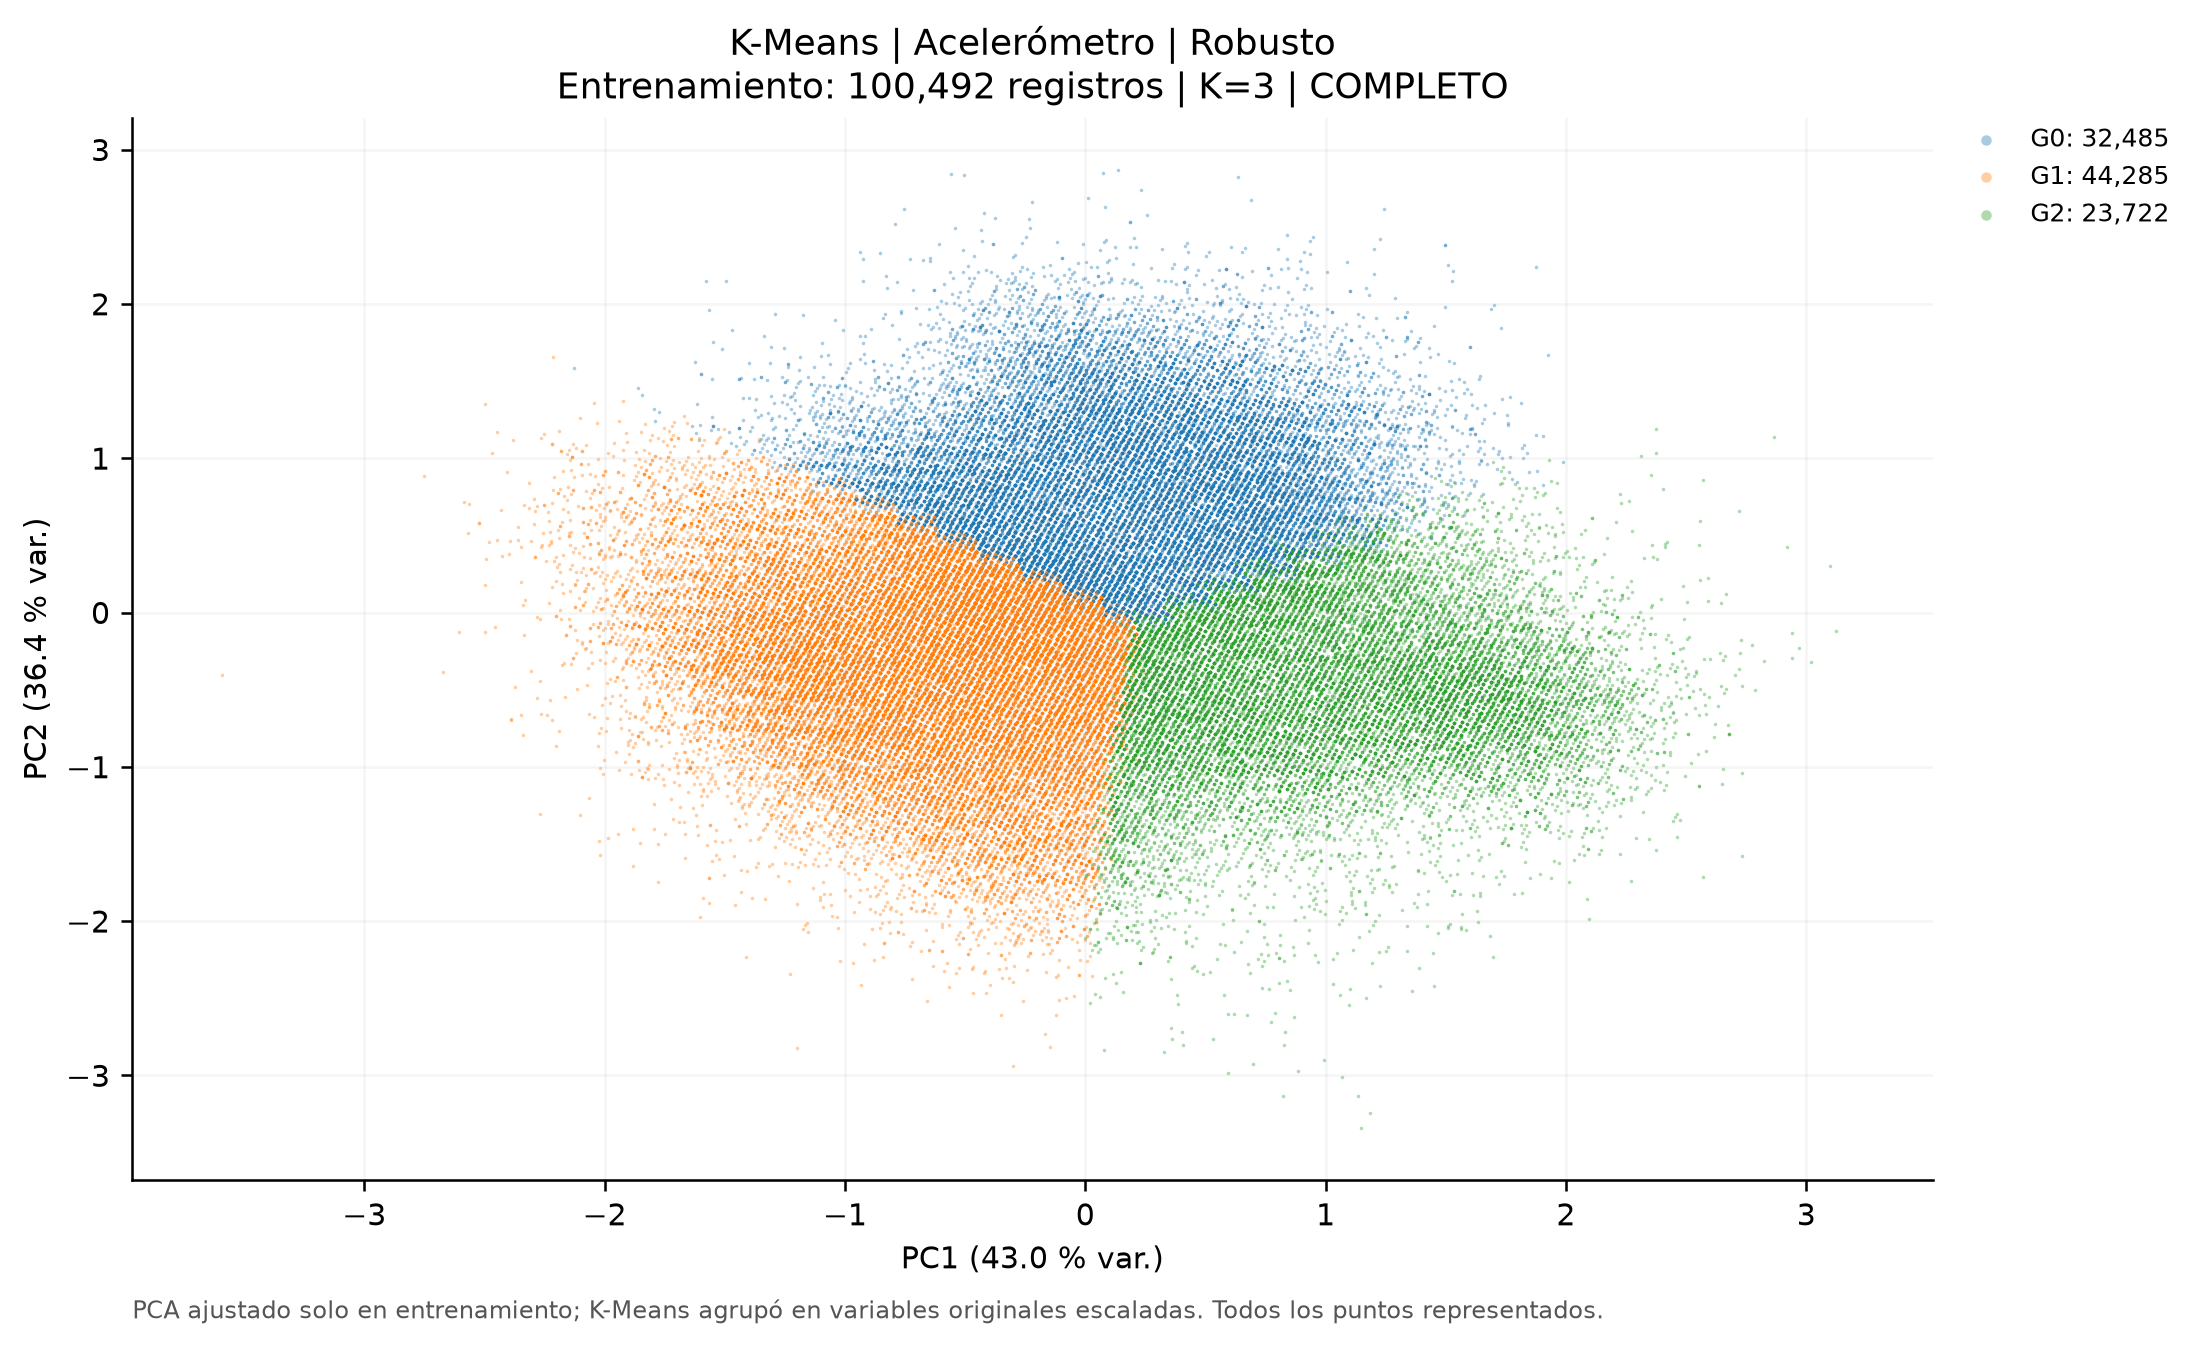 K-Means | Acelerómetro | Robusto
Entrenamiento: 100,492 registros | K=3 | COMPLETO
G0: 32,485
G1: 44,285
G2: 23,722
3
2
1
0
−1
−2
−3
PC2 (36.4 % var.)
−3
−2
−1
0
1
2
3
PC1 (43.0 % var.)
PCA ajustado solo en entrenamiento; K-Means agrupó en variables originales escaladas. Todos los puntos representados.